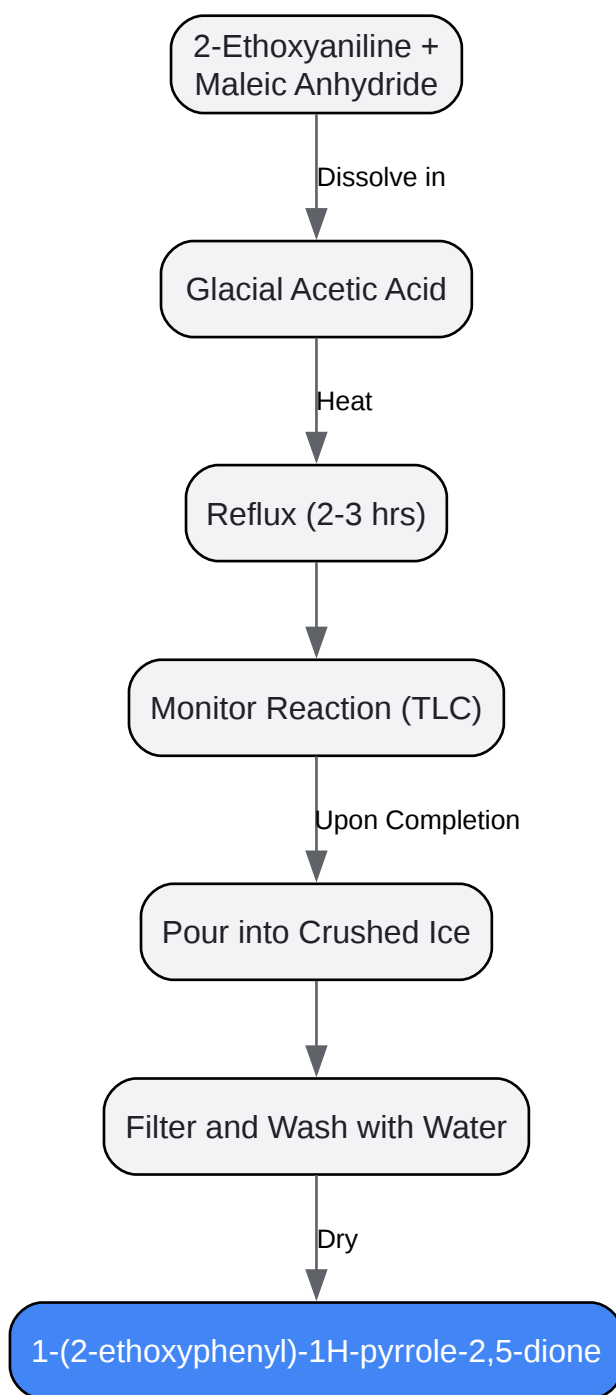 2-Ethoxyaniline +
Maleic Anhydride
Dissolve in
Glacial Acetic Acid
Heat
Reflux (2-3 hrs)
Monitor Reaction (TLC)
Upon Completion
Pour into Crushed Ice
Filter and Wash with Water
Dry
1-(2-ethoxyphenyl)-1H-pyrrole-2,5-dione